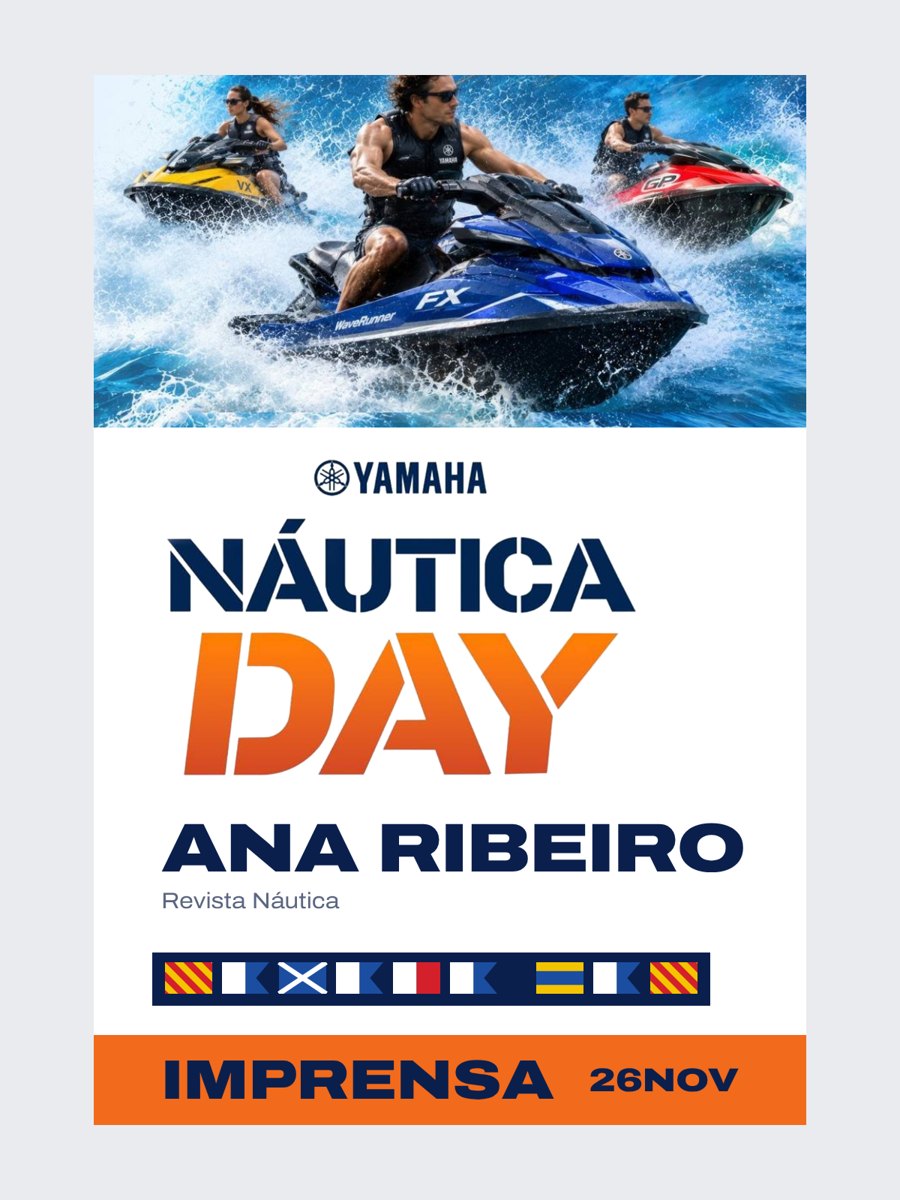 VX
YAMAHA
GP
FX
WaveRunner
YAMAHA
NÁUTICA
DAY
ANA RIBEIRO
Revista Náutica
IMPRENSA 26NOV